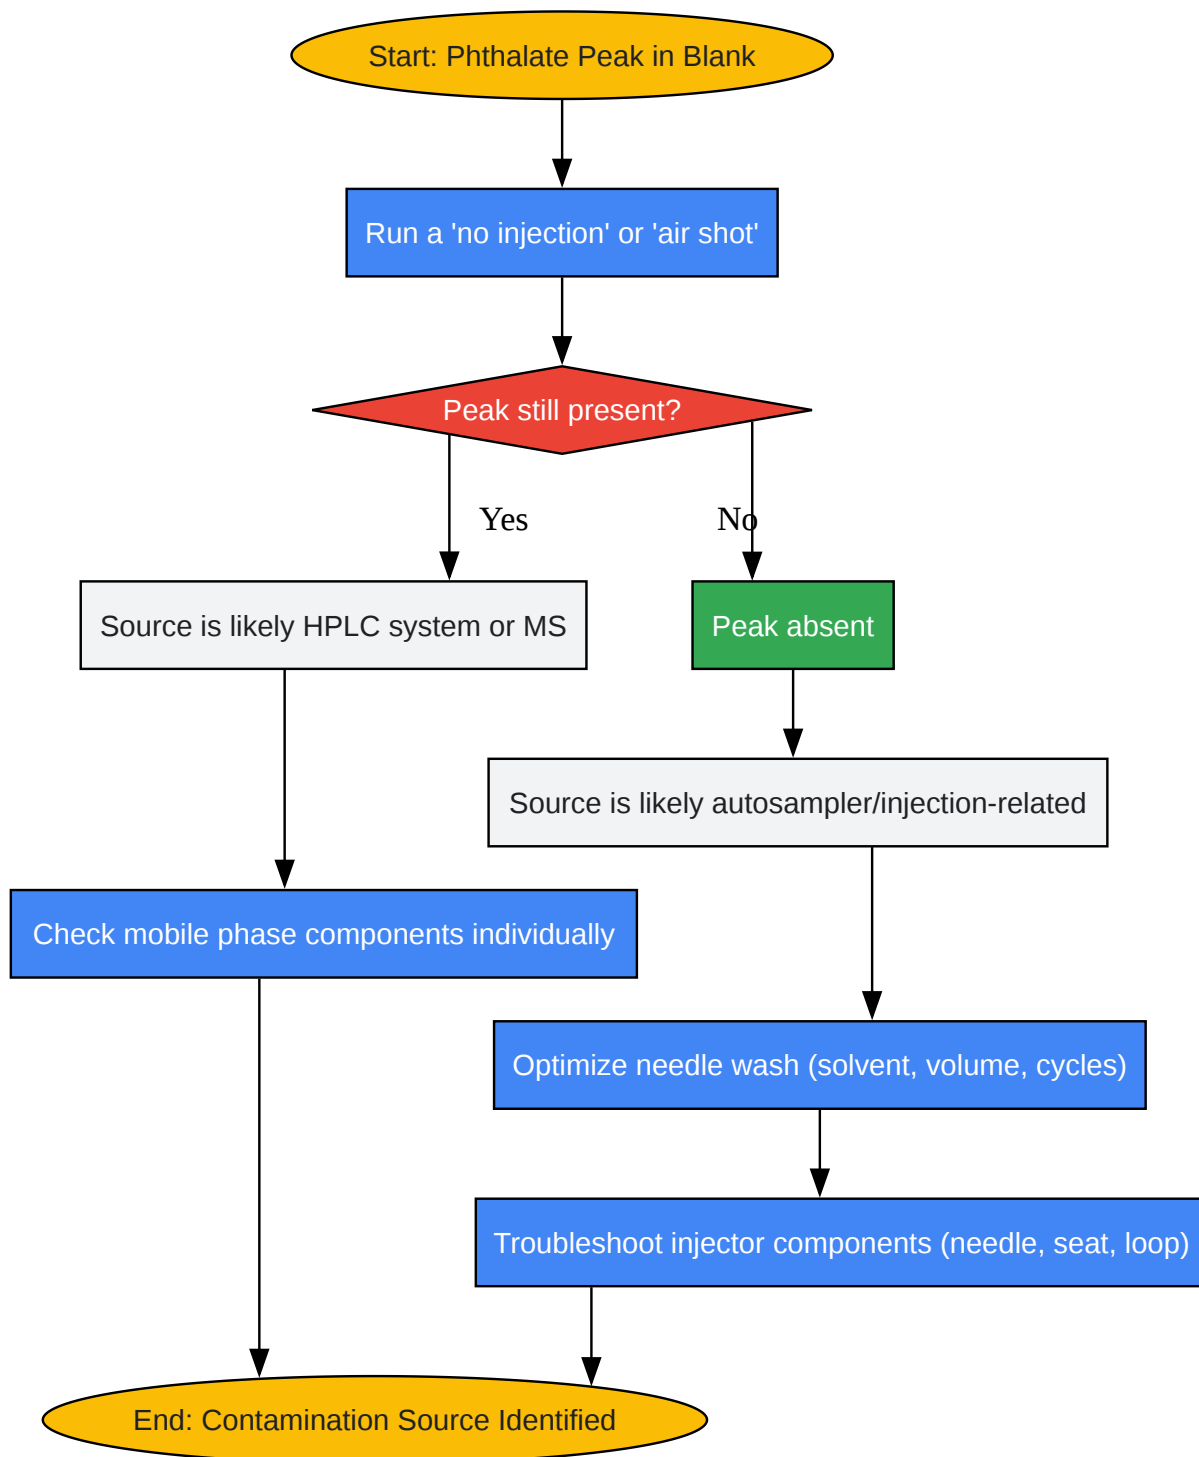 Start: Phthalate Peak in Blank
Run a 'no injection' or 'air shot'
Peak still present?
Yes
No
Source is likely HPLC system or MS
Peak absent
Source is likely autosampler/injection-related
Check mobile phase components individually
Optimize needle wash (solvent, volume, cycles)
Troubleshoot injector components (needle, seat, loop)
End: Contamination Source Identified